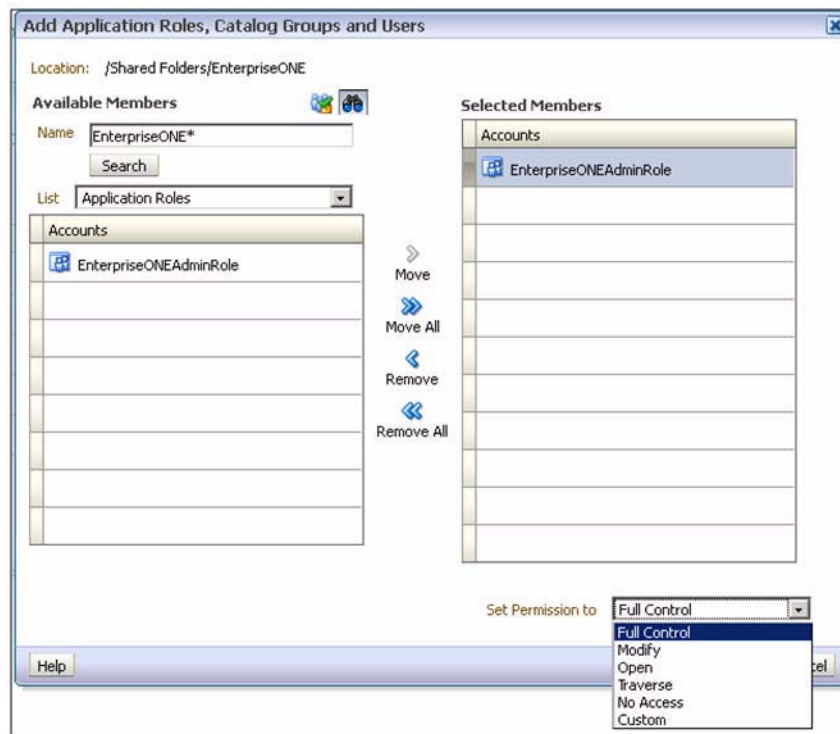 Add Application Roles, Catalog Groups and Users
Location: /Shared Folders/EnterpriseONE
Available Members
Name EnterpriseONE*
Search
List Application Roles
Accounts
EnterpriseONEAdminRole
Move
Move All
Remove
Remove All
Selected Members
Accounts
EnterpriseONEAdminRole
Set Permission to Full Control
Full Control
Modify
Open
Traverse
No Access
Custom
Help
cel